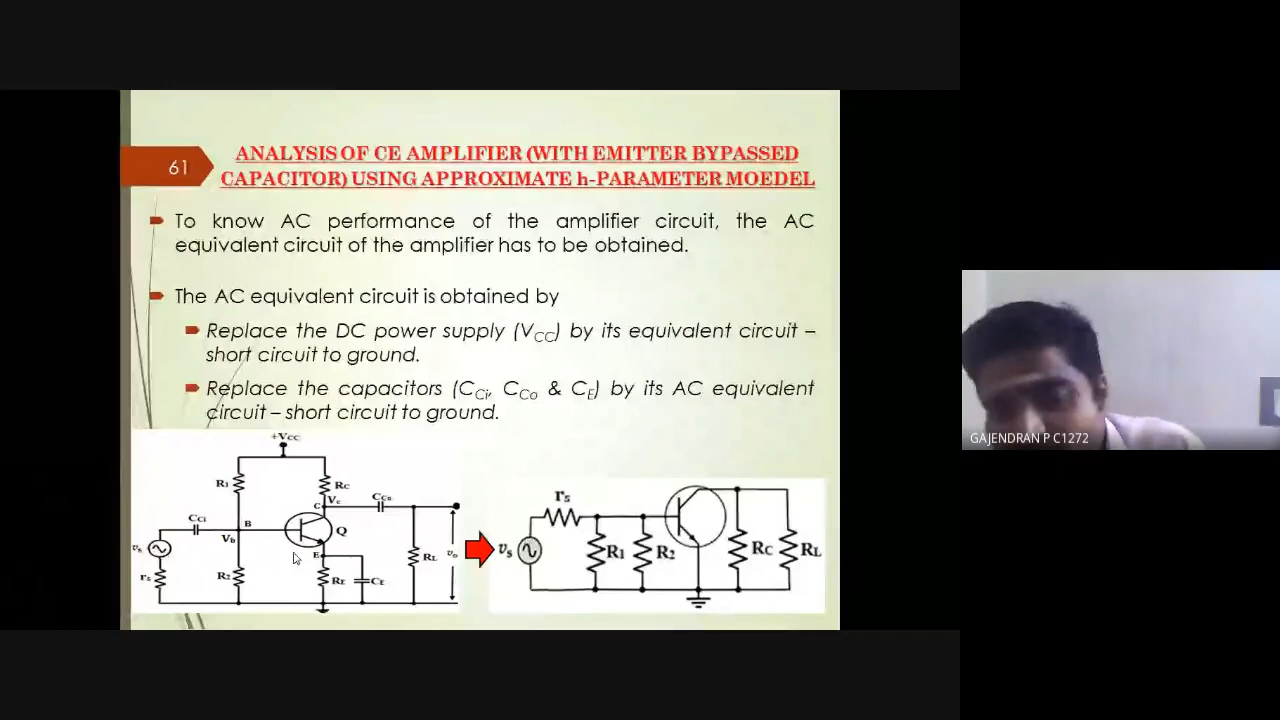 61
ANALYSIS OF CE AMPLIFIER (WITH EMITTER BYPASSED
CAPACITOR) USING APPROXIMATE h-PARAMETER MOEDEL
To know AC performance of the amplifier circuit, the AC
equivalent circuit of the amplifier has to be obtained.
The AC equivalent circuit is obtained by
Replace the DC power supply (VCC) by its equivalent circuit –
short circuit to ground.
Replace the capacitors (CCi, CCo & CE) by its AC equivalent
circuit – short circuit to ground.
+VCC
R1
RC
C
Vc
CCo
CCi
B
Vb
Q
vs
E
RL
vo
rs
R2
RE
CE
rs
vs
R1
R2
RC
RL
GAJENDRAN P C1272